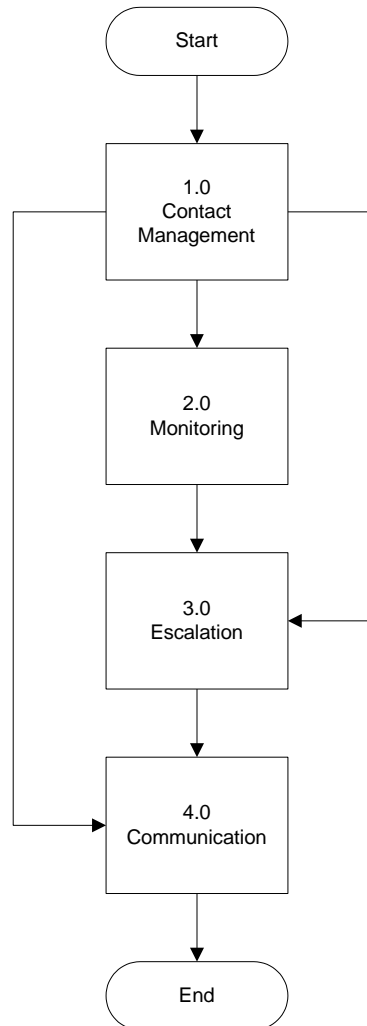 Start
1.0
Contact
Management
2.0
Monitoring
3.0
Escalation
4.0
Communication
End